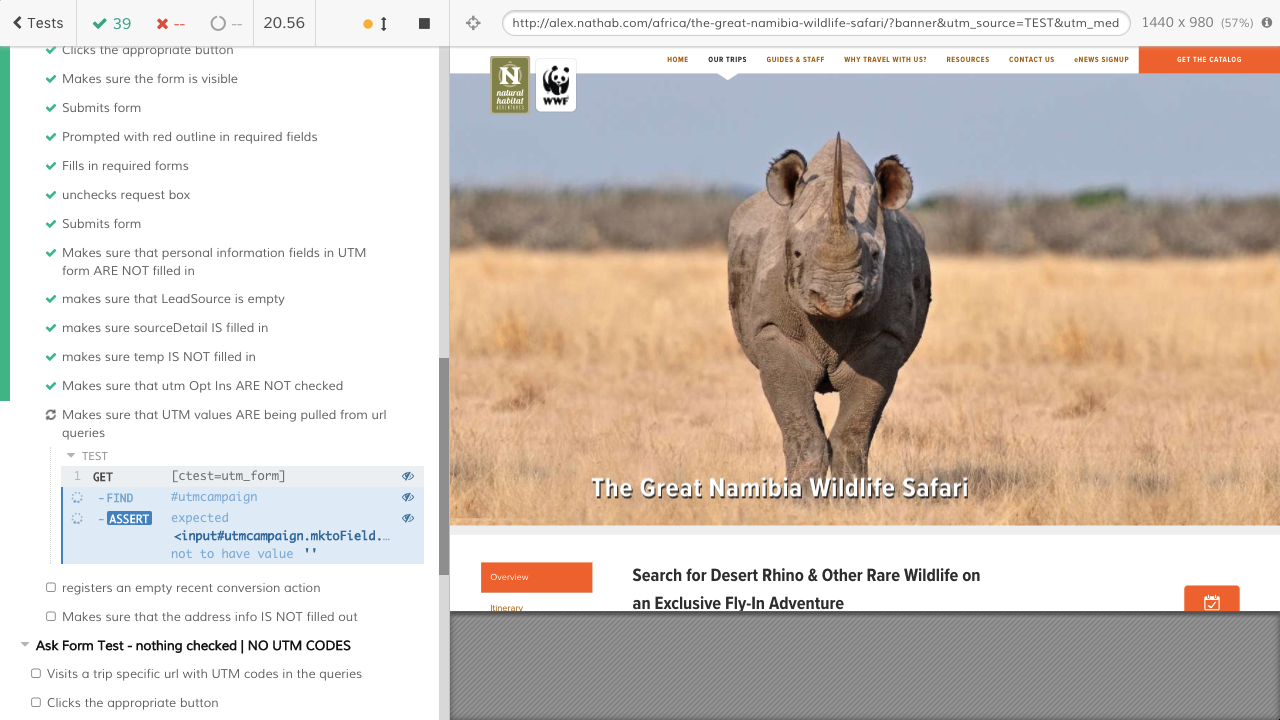 Tests
39
--
--
20.56
http://alex.nathab.com/africa/the-great-namibia-wildlife-safari/?banner&utm_source=TEST&utm_med
1440 x 980 (57%)
Clicks the appropriate button
Makes sure the form is visible
Submits form
Prompted with red outline in required fields
Fills in required forms
unchecks request box
Submits form
Makes sure that personal information fields in UTM
form ARE NOT filled in
makes sure that LeadSource is empty
makes sure sourceDetail IS filled in
makes sure temp IS NOT filled in
Makes sure that utm Opt Ins ARE NOT checked
Makes sure that UTM values ARE being pulled from url
queries
TEST
1 GET [ctest=utm_form]
-FIND #utmcampaign
-ASSERT expected
<input#utmcampaign.mktoField.…
not to have value ''
registers an empty recent conversion action
Makes sure that the address info IS NOT filled out
Ask Form Test - nothing checked | NO UTM CODES
Visits a trip specific url with UTM codes in the queries
Clicks the appropriate button
N
natural
habitat
ADVENTURES
WWF
HOME
OUR TRIPS
GUIDES & STAFF
WHY TRAVEL WITH US?
RESOURCES
CONTACT US
eNEWS SIGNUP
GET THE CATALOG
The Great Namibia Wildlife Safari
Overview
Itinerary
Search for Desert Rhino & Other Rare Wildlife on
an Exclusive Fly-In Adventure